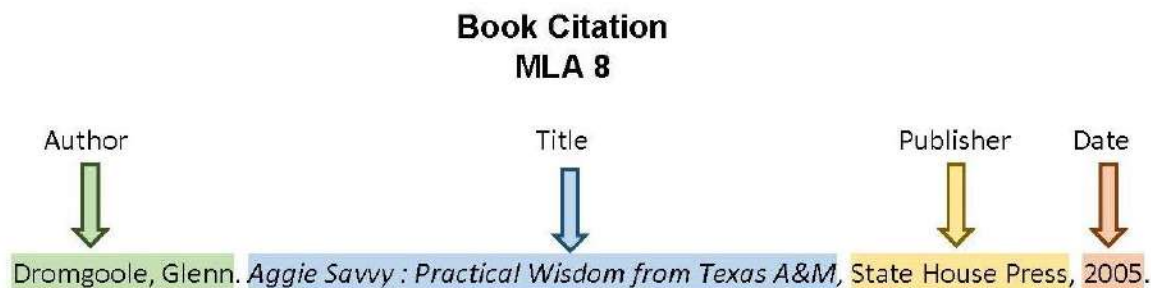 Book Citation
MLA 8
Author Title Publisher Date
Dromgoole, Glenn. Aggie Savvy : Practical Wisdom from Texas A&M, State House Press, 2005.